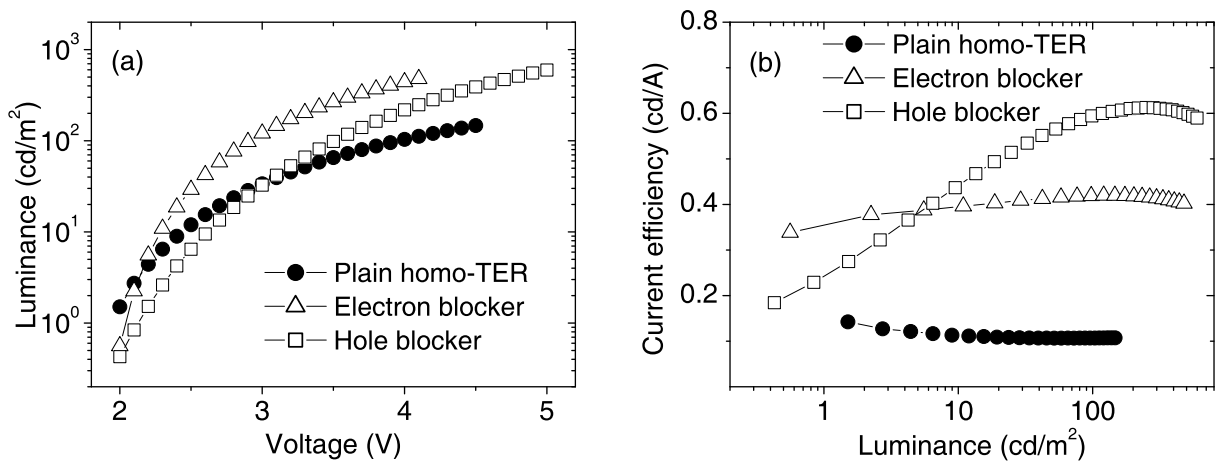 (a)
Luminance (cd/m²)
10³
10²
10¹
10⁰
Plain homo-TER
Electron blocker
Hole blocker
2 3 4 5
Voltage (V)
(b)
Current efficiency (cd/A)
0.8
0.6
0.4
0.2
Plain homo-TER
Electron blocker
Hole blocker
1 10 100
Luminance (cd/m²)